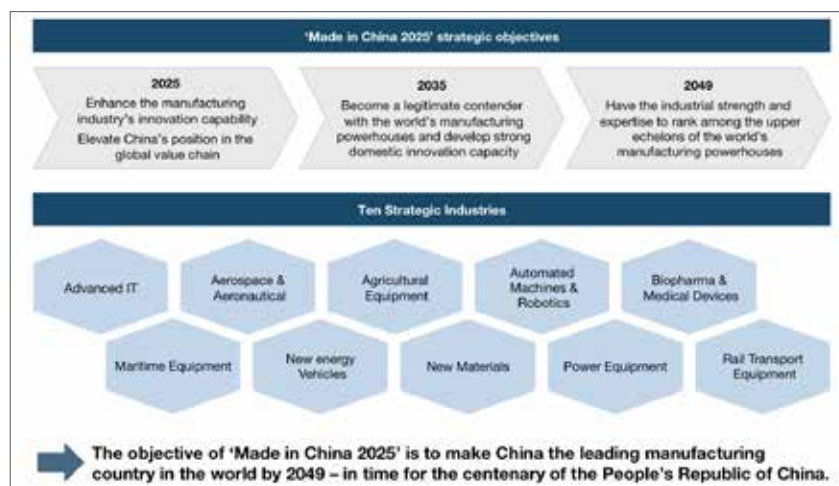 'Made in China 2025' strategic objectives
2025
Enhance the manufacturing
industry's innovation capability
Elevate China's position in the
global value chain
2035
Become a legitimate contender
with the world's manufacturing
powerhouses and develop strong
domestic innovation capacity
2049
Have the industrial strength and
expertise to rank among the upper
echelons of the world's
manufacturing powerhouses
Ten Strategic Industries
Advanced IT
Aerospace &
Aeronautical
Agricultural
Equipment
Automated
Machines &
Robotics
Biopharma &
Medical Devices
Maritime Equipment
New energy
Vehicles
New Materials
Power Equipment
Rail Transport
Equipment
The objective of 'Made in China 2025' is to make China the leading manufacturing
country in the world by 2049 – in time for the centenary of the People's Republic of China.